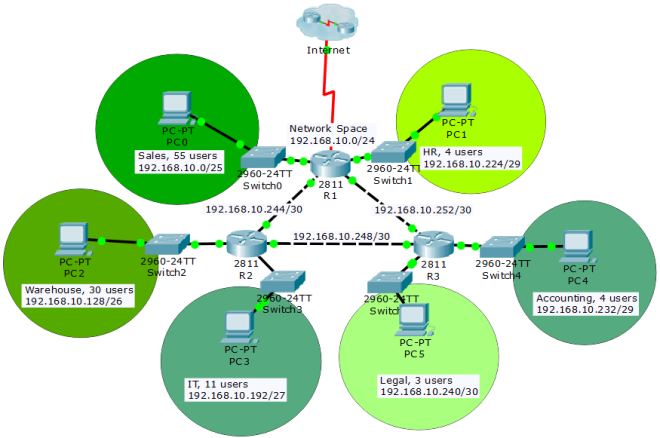 Internet
PC-PT
PC0
Sales, 55 users
192.168.10.0/25
2960-24TT
Switch0
Network Space
192.168.10.0/24
2811
R1
2960-24TT
Switch1
PC-PT
PC1
HR, 4 users
192.168.10.224/29
192.168.10.244/30
192.168.10.252/30
192.168.10.248/30
PC-PT
PC2
Warehouse, 30 users
192.168.10.128/26
2960-24TT
Switch2
2811
R2
2960-24TT
Switch3
PC-PT
PC3
IT, 11 users
192.168.10.192/27
2811
R3
2960-24TT
Switch4
PC-PT
PC4
Accounting, 4 users
192.168.10.232/29
2960-24TT
Switch
PC-PT
PC5
Legal, 3 users
192.168.10.240/30